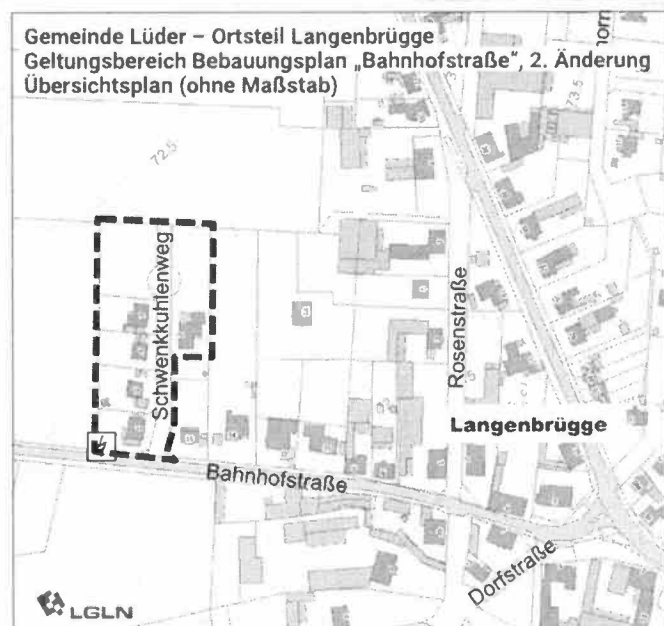 Gemeinde Lüder – Ortsteil Langenbrügge
Geltungsbereich Bebauungsplan „Bahnhofstraße“, 2. Änderung
Übersichtsplan (ohne Maßstab)
72.5
73.5
Schwenkkuhlenweg
Rosenstraße
Langenbrügge
Bahnhofstraße
Dorfstraße
LGLN